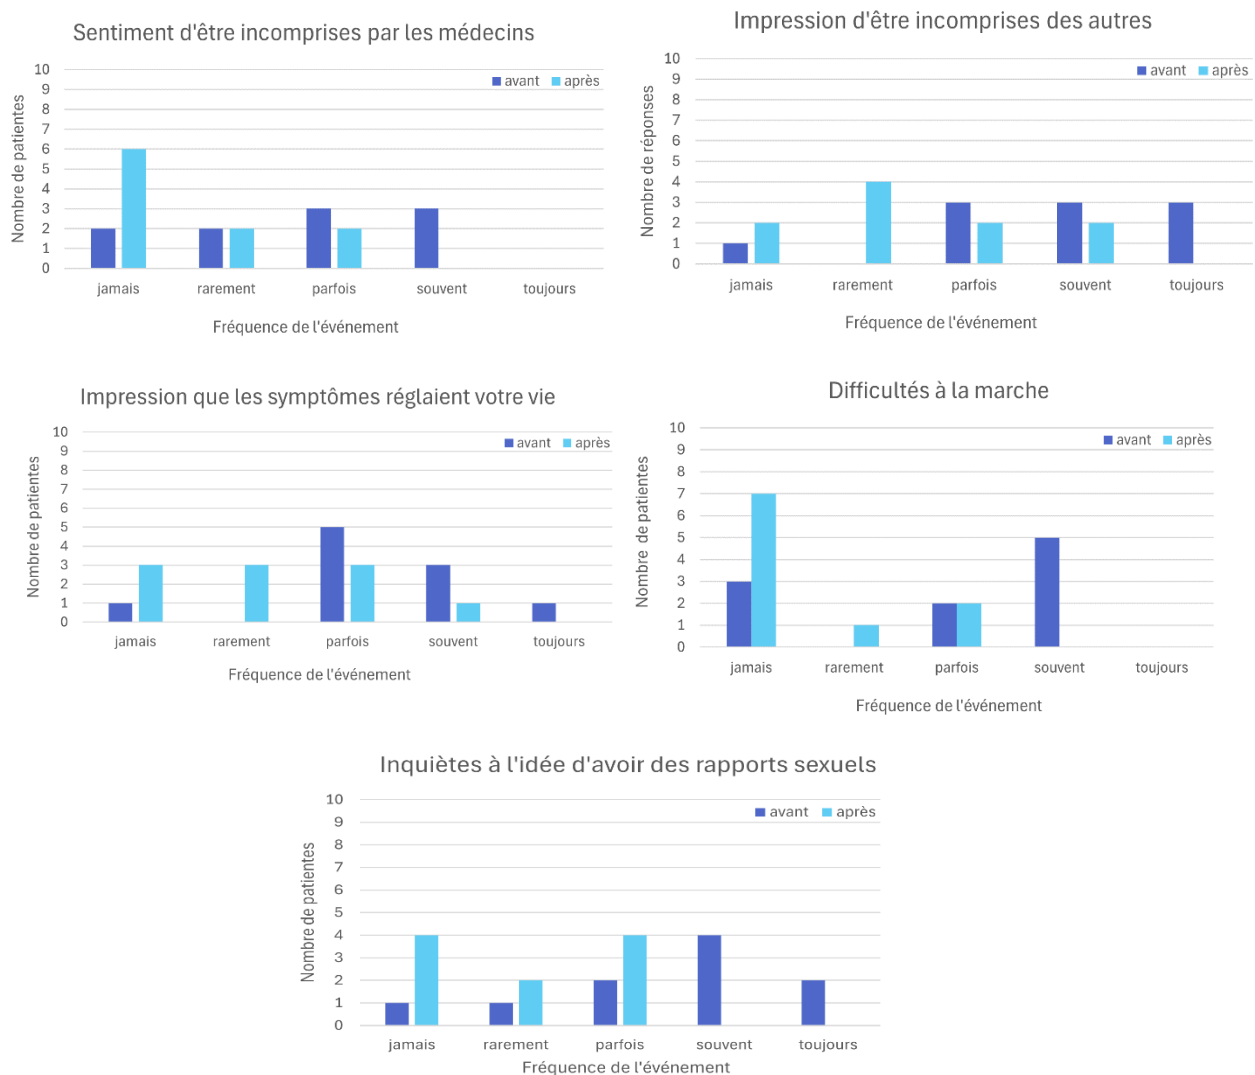 Sentiment d'être incomprises par les médecins
avant après
Nombre de patientes
10
9
8
7
6
5
4
3
2
1
0
jamais rarement parfois souvent toujours
Fréquence de l'événement
Impression d'être incomprises des autres
avant après
Nombre de réponses
10
9
8
7
6
5
4
3
2
1
0
jamais rarement parfois souvent toujours
Fréquence de l'événement
Impression que les symptômes réglaient votre vie
avant après
Nombre de patientes
10
9
8
7
6
5
4
3
2
1
0
jamais rarement parfois souvent toujours
Fréquence de l'événement
Difficultés à la marche
avant après
Nombre de patientes
10
9
8
7
6
5
4
3
2
1
0
jamais rarement parfois souvent toujours
Fréquence de l'événement
Inquiètes à l'idée d'avoir des rapports sexuels
avant après
Nombre de patientes
10
9
8
7
6
5
4
3
2
1
0
jamais rarement parfois souvent toujours
Fréquence de l'événement